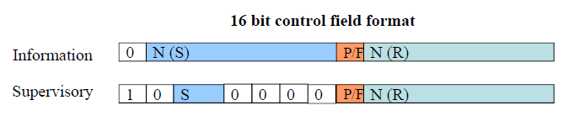 16 bit control field format
Information 0 N (S) P/F N (R)
Supervisory 1 0 S 0 0 0 0 P/F N (R)